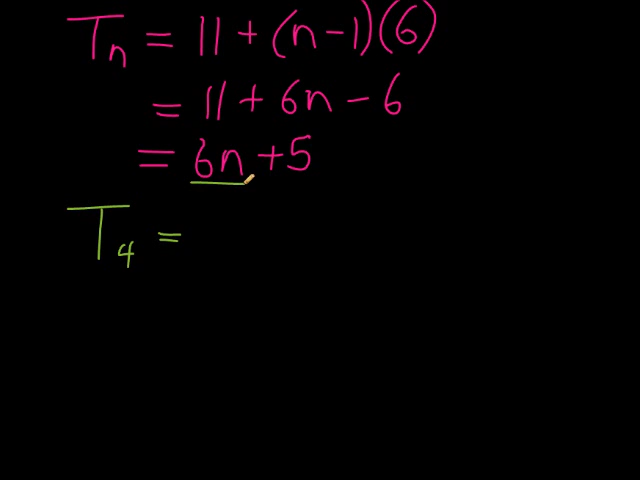 Tn = 11 + (n - 1)(6)
= 11 + 6n - 6
= 6n + 5
T4 =